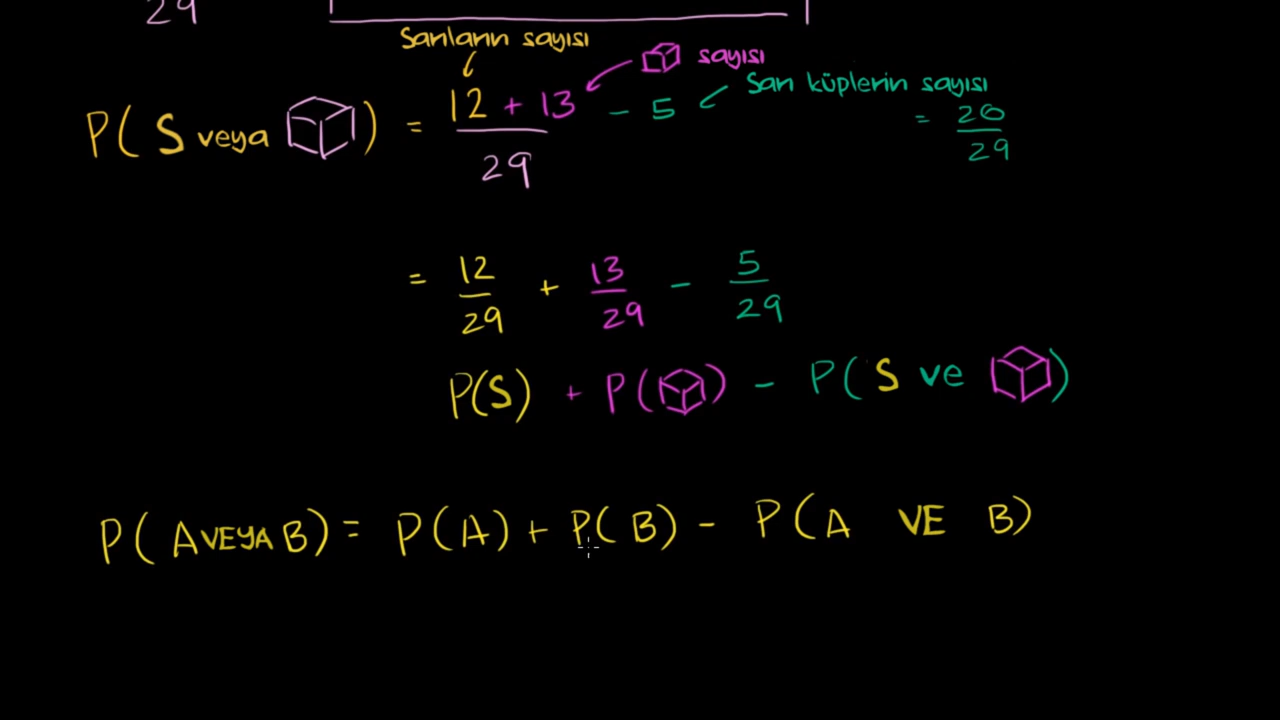 29
Sarıların sayısı
sayısı
Sarı küplerin sayısı
P( S veya ) = 12 + 13 - 5 = 20
29 29
= 12 + 13 - 5
29 29 29
P(S) + P( ) - P( S ve )
P( A VEYA B) = P(A) + P(B) - P(A VE B)